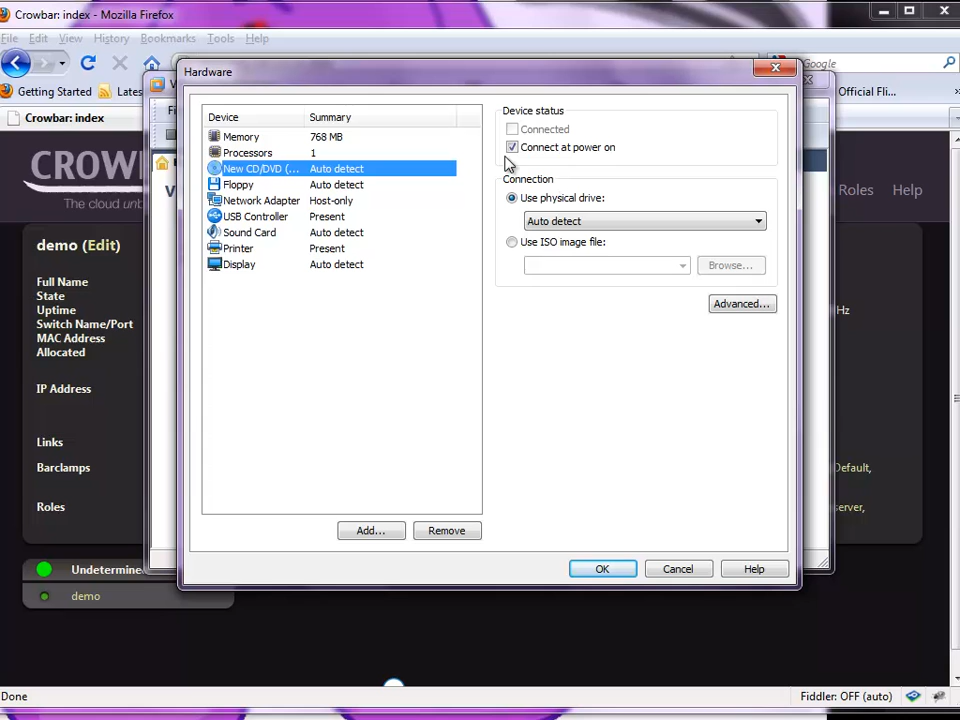 Crowbar: index - Mozilla Firefox
File Edit View History Bookmarks Tools Help
Google
Getting Started Lates
Official Fli...
Crowbar: index
CROW
The cloud unb
Roles Help
demo (Edit)
Full Name
State
Uptime
Hz
Switch Name/Port
MAC Address
Allocated
IP Address
Links
Barclamps
Default,
Roles
server,
Undetermine
demo
Done
Fiddler: OFF (auto)
V
Fi
V
Hardware
Device Summary
Memory 768 MB
Processors 1
New CD/DVD (... Auto detect
Floppy Auto detect
Network Adapter Host-only
USB Controller Present
Sound Card Auto detect
Printer Present
Display Auto detect
Add... Remove
Device status
Connected
Connect at power on
Connection
Use physical drive:
Auto detect
Use ISO image file:
Browse...
Advanced...
OK Cancel Help